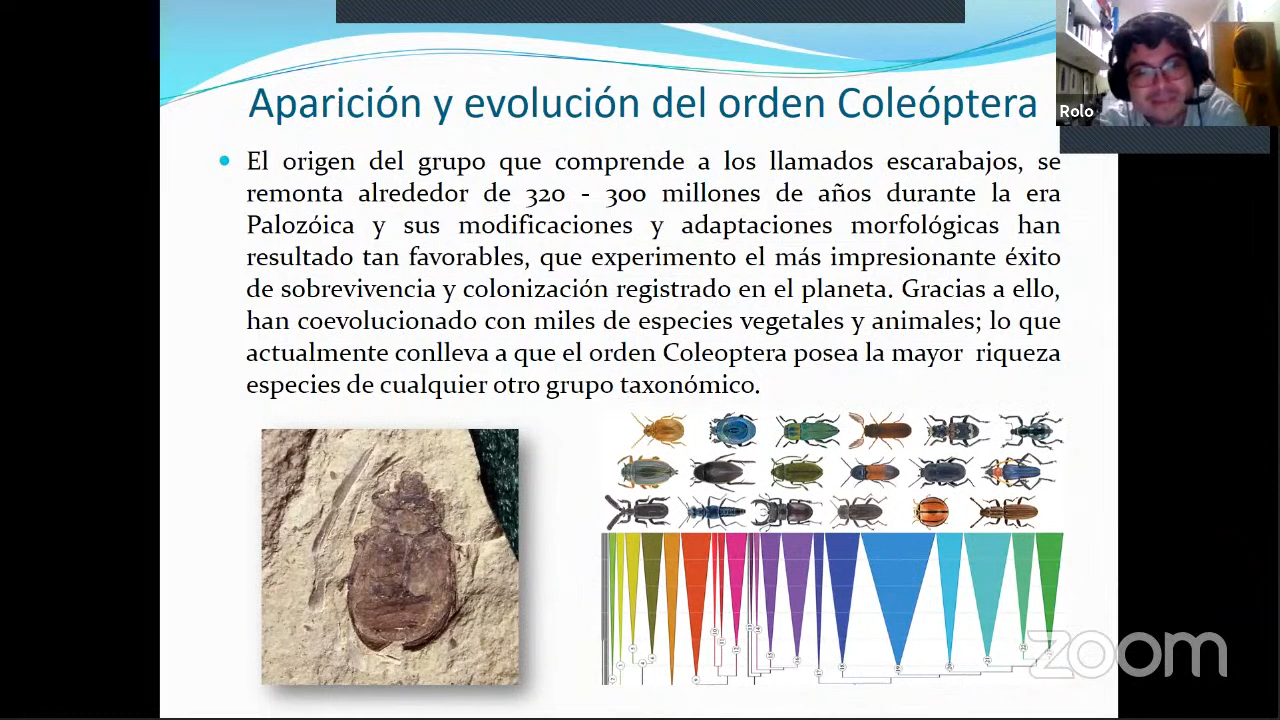 Aparición y evolución del orden Coleóptera
Rolo
El origen del grupo que comprende a los llamados escarabajos, se
remonta alrededor de 320 - 300 millones de años durante la era
Palozóica y sus modificaciones y adaptaciones morfológicas han
resultado tan favorables, que experimento el más impresionante éxito
de sobrevivencia y colonización registrado en el planeta. Gracias a ello,
han coevolucionado con miles de especies vegetales y animales; lo que
actualmente conlleva a que el orden Coleoptera posea la mayor riqueza
especies de cualquier otro grupo taxonómico.
zoom